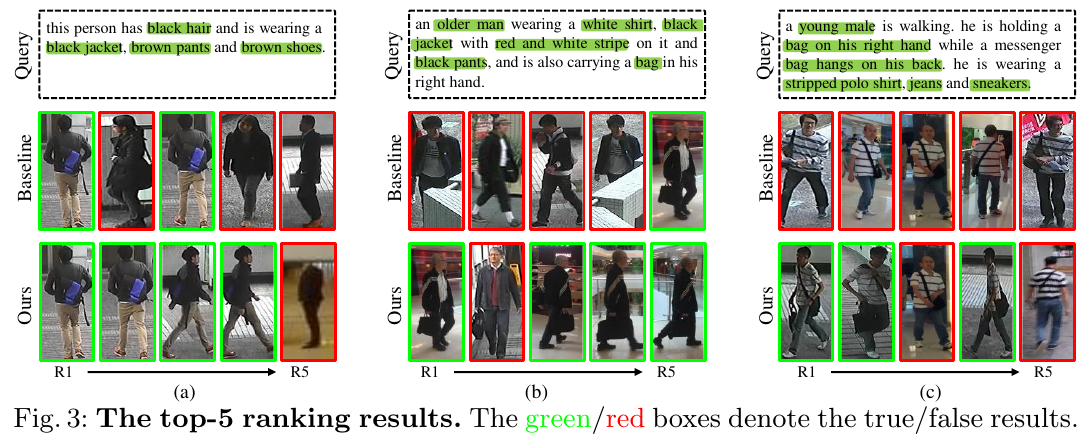 Query
this person has black hair and is wearing a
black jacket, brown pants and brown shoes.
Query
an older man wearing a white shirt, black
jacket with red and white stripe on it and
black pants, and is also carrying a bag in his
right hand.
Query
a young male is walking. he is holding a
bag on his right hand while a messenger
bag hangs on his back. he is wearing a
stripped polo shirt, jeans and sneakers.
Baseline
Baseline
Baseline
Ours
Ours
Ours
R1 R5
R1 R5
R1 R5
(a)
(b)
(c)
Fig. 3: The top-5 ranking results. The green/red boxes denote the true/false results.